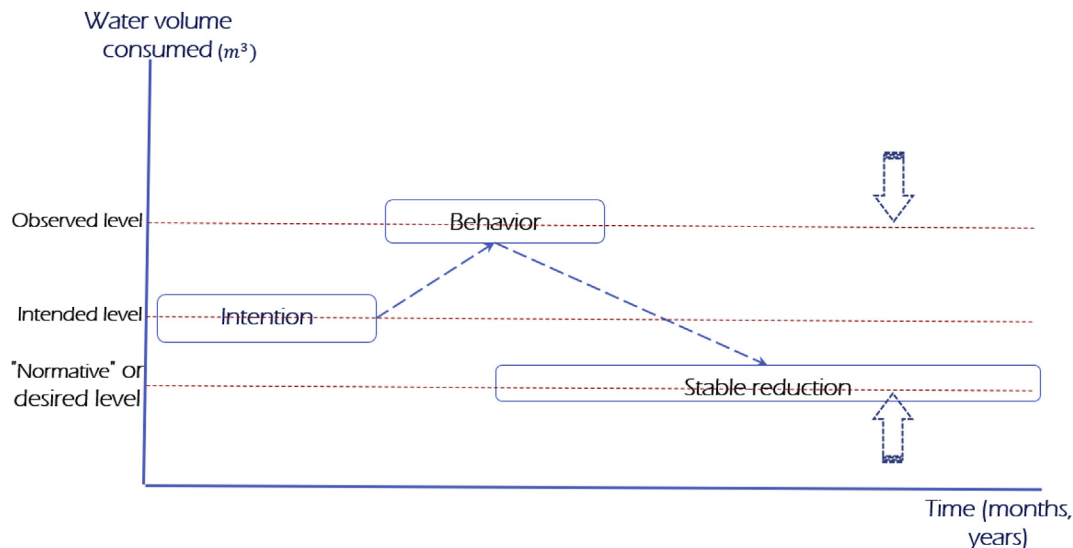 Water volume
consumed (m³)
Observed level
Behavior
Intended level
Intention
"Normative" or
desired level
Stable reduction
Time (months,
years)